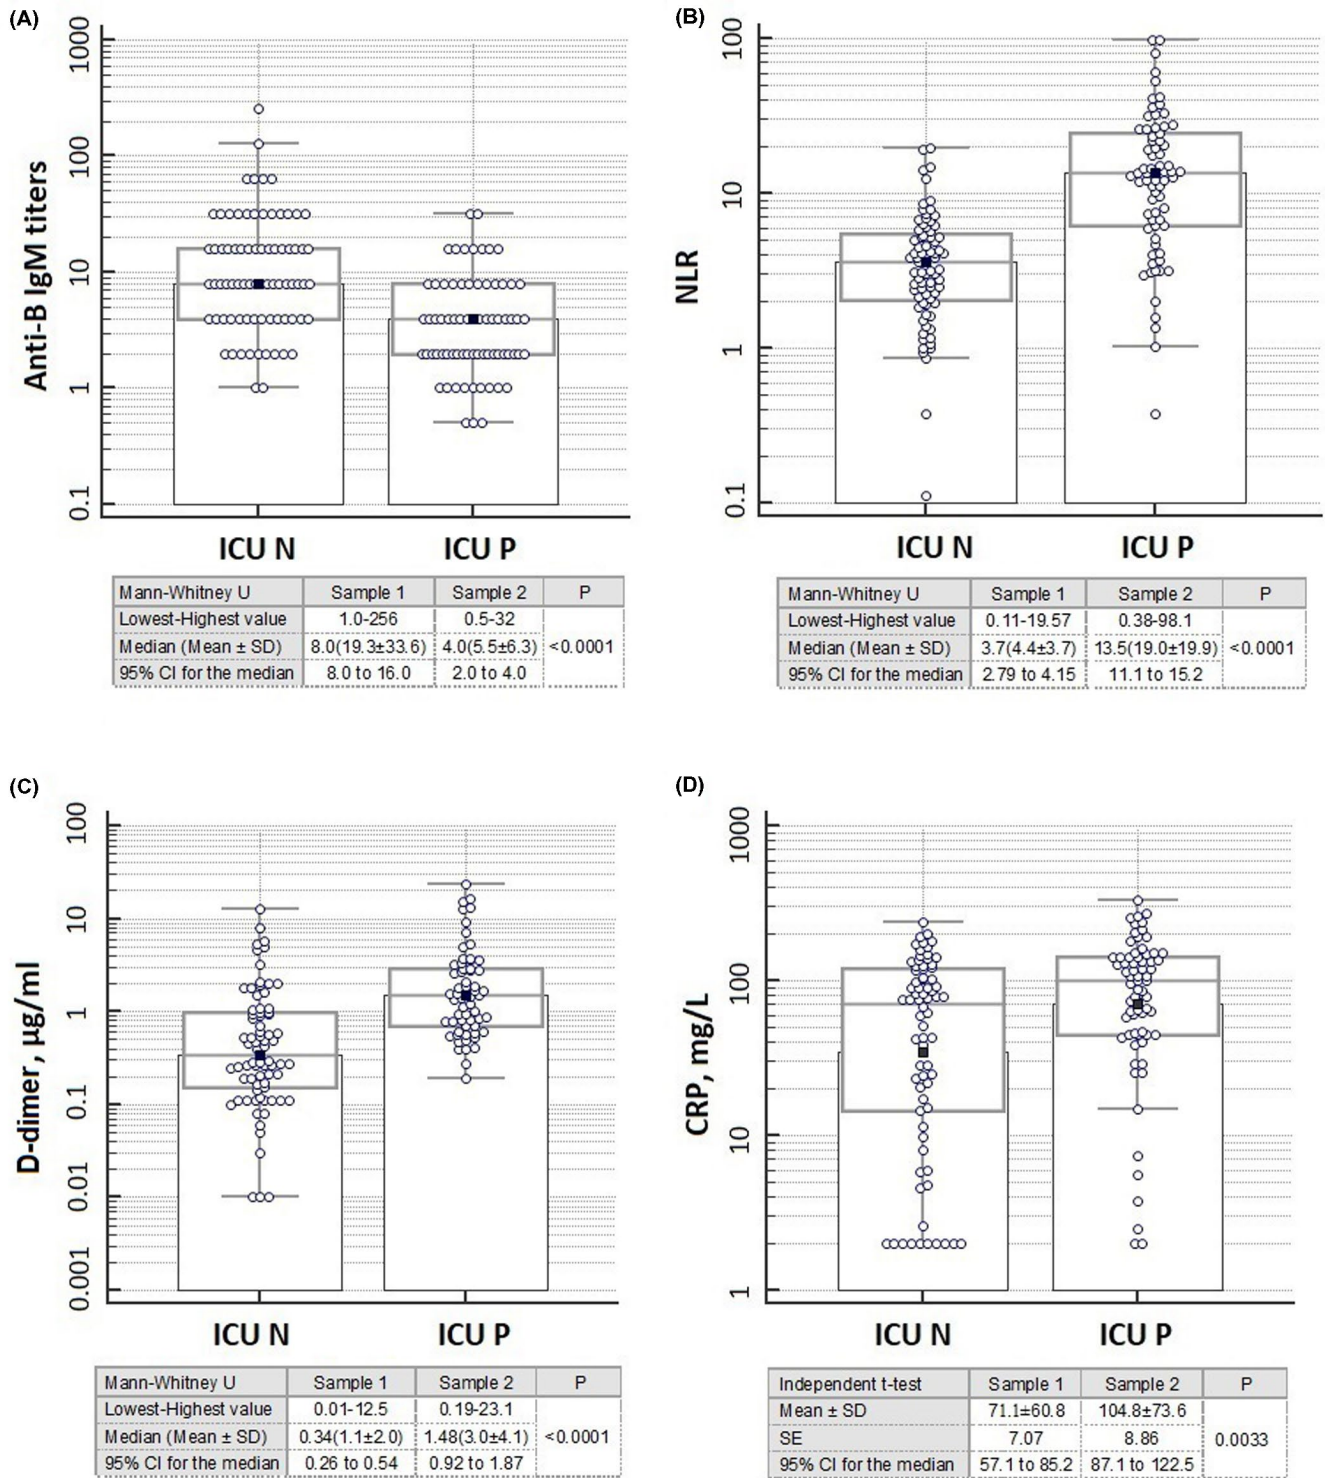 (A)
Anti-B IgM titers
1000
100
10
1
0.1
ICU N ICU P
Mann-Whitney U Sample 1 Sample 2 P
Lowest-Highest value 1.0-256 0.5-32
Median (Mean ± SD) 8.0(19.3±33.6) 4.0(5.5±6.3) <0.0001
95% CI for the median 8.0 to 16.0 2.0 to 4.0
(B)
NLR
100
10
1
0.1
ICU N ICU P
Mann-Whitney U Sample 1 Sample 2 P
Lowest-Highest value 0.11-19.57 0.38-98.1
Median (Mean ± SD) 3.7(4.4±3.7) 13.5(19.0±19.9) <0.0001
95% CI for the median 2.79 to 4.15 11.1 to 15.2
(C)
D-dimer, µg/ml
100
10
1
0.1
0.01
0.001
ICU N ICU P
Mann-Whitney U Sample 1 Sample 2 P
Lowest-Highest value 0.01-12.5 0.19-23.1
Median (Mean ± SD) 0.34(1.1±2.0) 1.48(3.0±4.1) <0.0001
95% CI for the median 0.26 to 0.54 0.92 to 1.87
(D)
CRP, mg/L
1000
100
10
1
ICU N ICU P
Independent t-test Sample 1 Sample 2 P
Mean ± SD 71.1±60.8 104.8±73.6
SE 7.07 8.86 0.0033
95% CI for the median 57.1 to 85.2 87.1 to 122.5